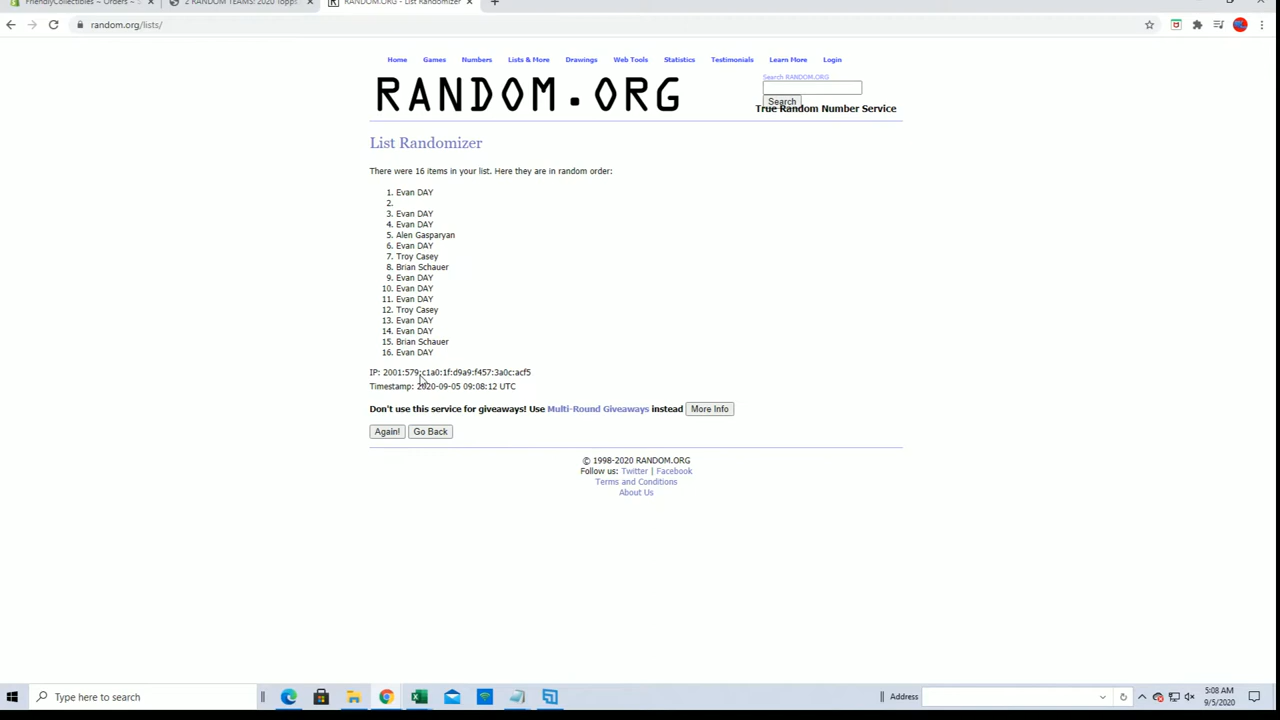 FriendlyCollectibles ~ Orders ~
2 RANDOM TEAMS: 2020 Topps
RANDOM.ORG - List Randomizer
random.org/lists/
Home Games Numbers Lists & More Drawings Web Tools Statistics Testimonials Learn More Login
Search RANDOM.ORG
RANDOM.ORG
Search
True Random Number Service
List Randomizer
There were 16 items in your list. Here they are in random order:
1. Evan DAY
2.
3. Evan DAY
4. Evan DAY
5. Alen Gasparyan
6. Evan DAY
7. Troy Casey
8. Brian Schauer
9. Evan DAY
10. Evan DAY
11. Evan DAY
12. Troy Casey
13. Evan DAY
14. Evan DAY
15. Brian Schauer
16. Evan DAY
IP: 2001:579:c1a0:1f:d9a9:f457:3a0c:acf5
Timestamp: 2020-09-05 09:08:12 UTC
Don't use this service for giveaways! Use Multi-Round Giveaways instead More Info
Again! Go Back
© 1998-2020 RANDOM.ORG
Follow us: Twitter | Facebook
Terms and Conditions
About Us
Type here to search
Address
5:08 AM
9/5/2020